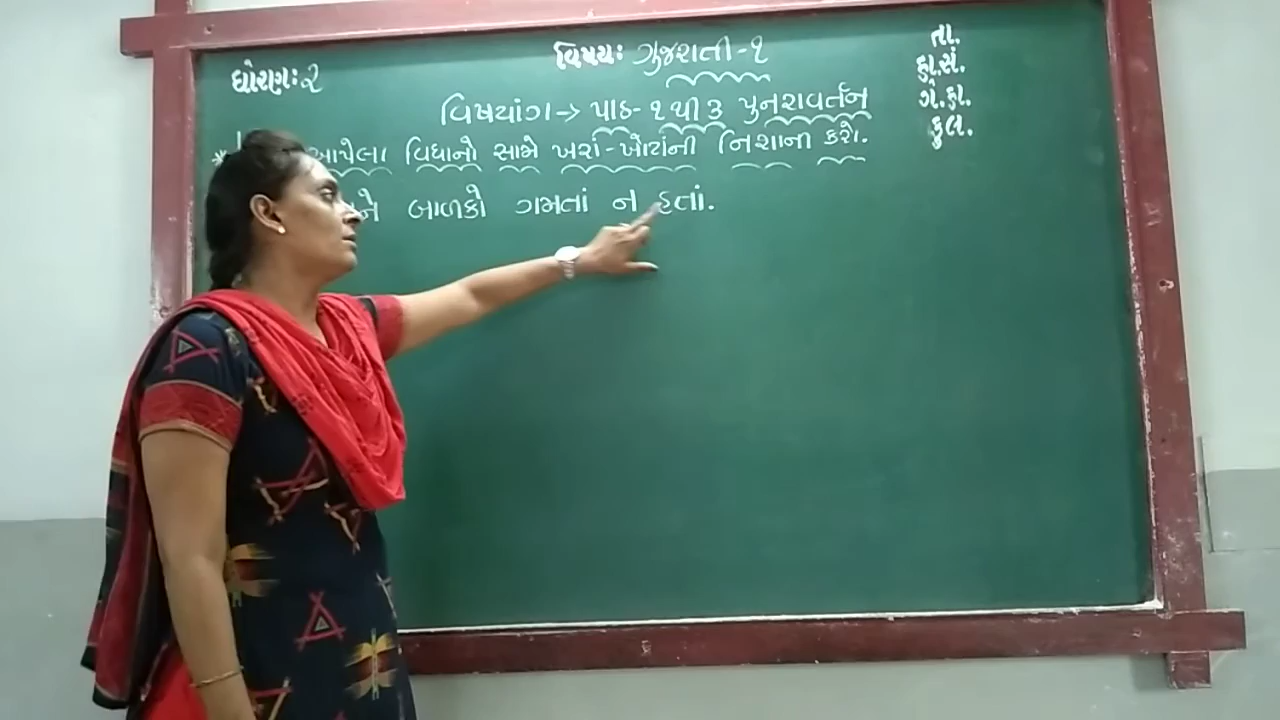 ધોરણઃ ૨
વિષયઃ ગુજરાતી-૧
તા.
વિષયાંગ → પાઠ-૧ થી ૩ પુનરાવર્તન
કા.સં.
ગે.કા.
કુલ.
* આપેલા વિધાનો સામે ખરાં-ખોટાંની નિશાની કરો.
બાળકો ગમતાં ન હતાં.